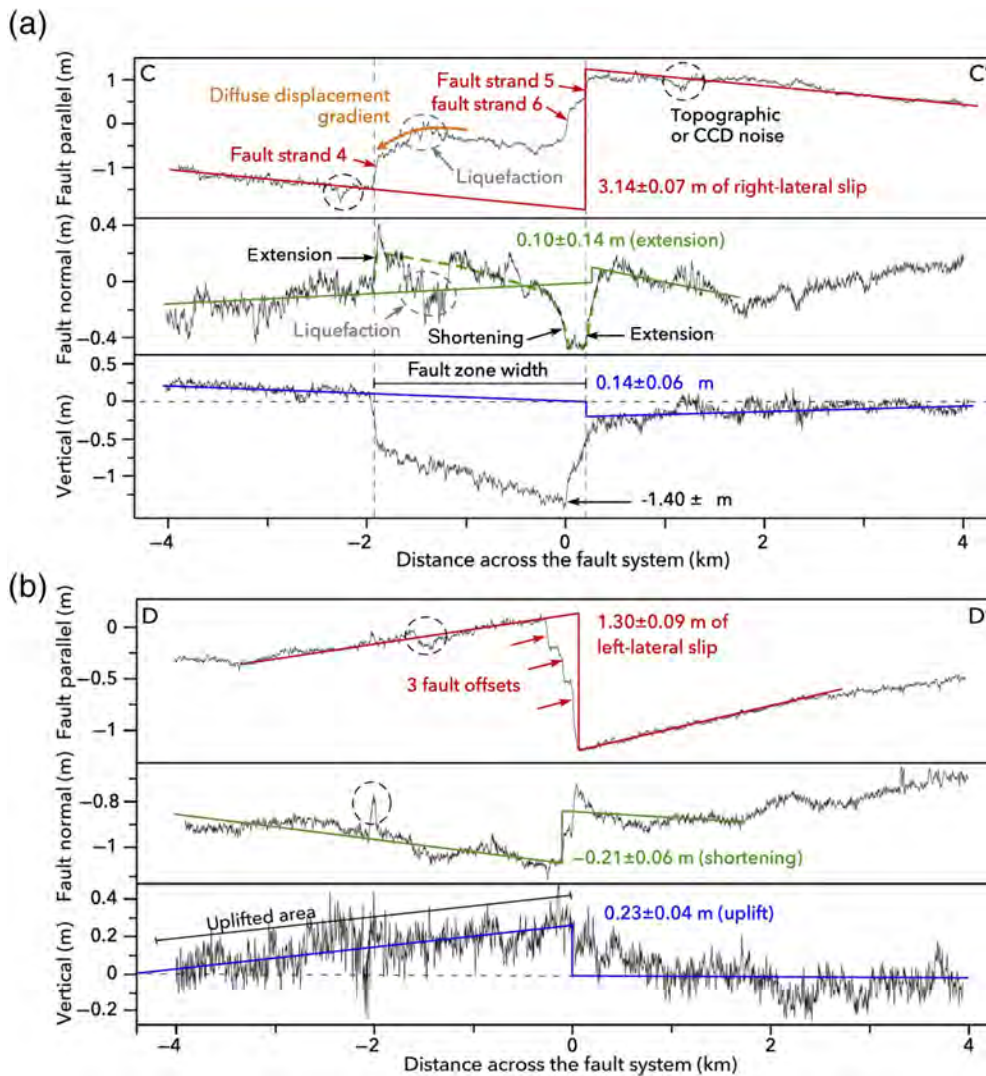 (a)
C
C'
Fault parallel (m)
1
0
−1
Diffuse displacement
gradient
Fault strand 4
Fault strand 5
fault strand 6
Liquefaction
Topographic
or CCD noise
3.14±0.07 m of right-lateral slip
Fault normal (m)
0.4
0
−0.4
Extension
0.10±0.14 m (extension)
Liquefaction
Shortening
Extension
Vertical (m)
0.5
0
−0.5
−1
Fault zone width
0.14±0.06 m
-1.40 ± m
−4
−2
0
2
4
Distance across the fault system (km)
(b)
D
D'
Fault parallel (m)
0
−0.5
−1
1.30±0.09 m of
left-lateral slip
3 fault offsets
Fault normal (m)
−0.8
−1
−0.21±0.06 m (shortening)
Vertical (m)
0.4
0.2
0
−0.2
Uplifted area
0.23±0.04 m (uplift)
−4
−2
0
2
4
Distance across the fault system (km)